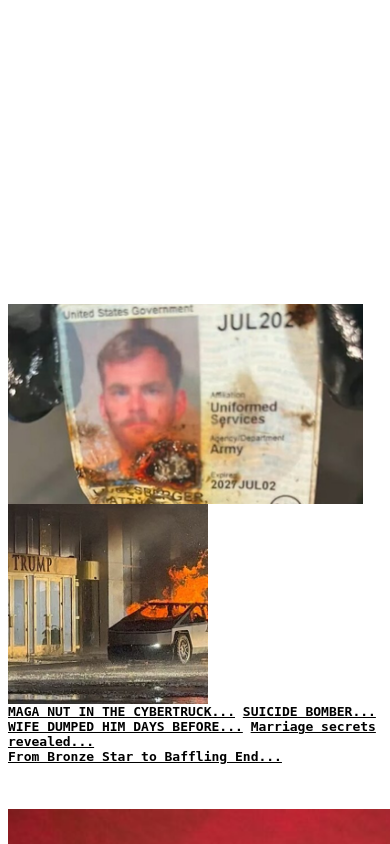 United States Government
JUL202
Affiliation
Uniformed
Services
Agency/Department
Army
Expires
2027JUL02
TRUMP
MAGA NUT IN THE CYBERTRUCK... SUICIDE BOMBER...
WIFE DUMPED HIM DAYS BEFORE... Marriage secrets
revealed...
From Bronze Star to Baffling End...